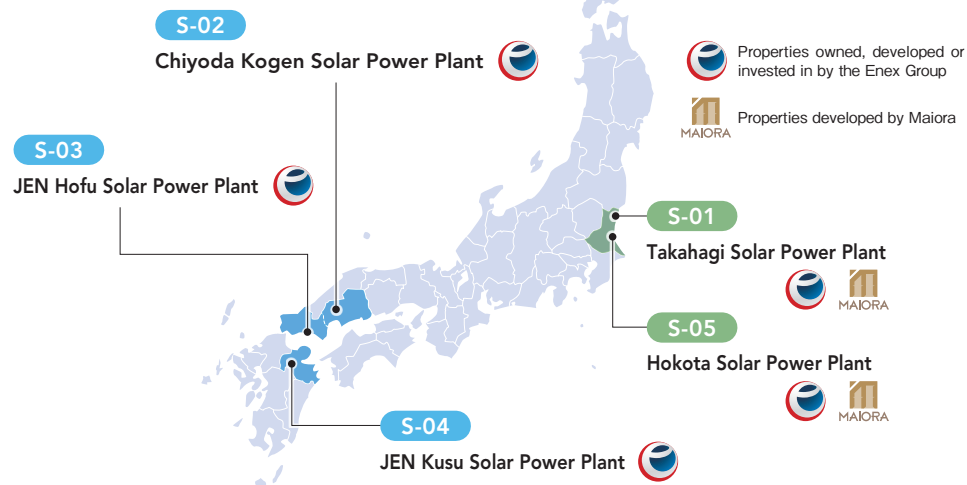 S-02
Chiyoda Kogen Solar Power Plant
Properties owned, developed or
invested in by the Enex Group
MAIORA
Properties developed by Maiora
S-03
JEN Hofu Solar Power Plant
S-01
Takahagi Solar Power Plant
MAIORA
S-05
Hokota Solar Power Plant
MAIORA
S-04
JEN Kusu Solar Power Plant